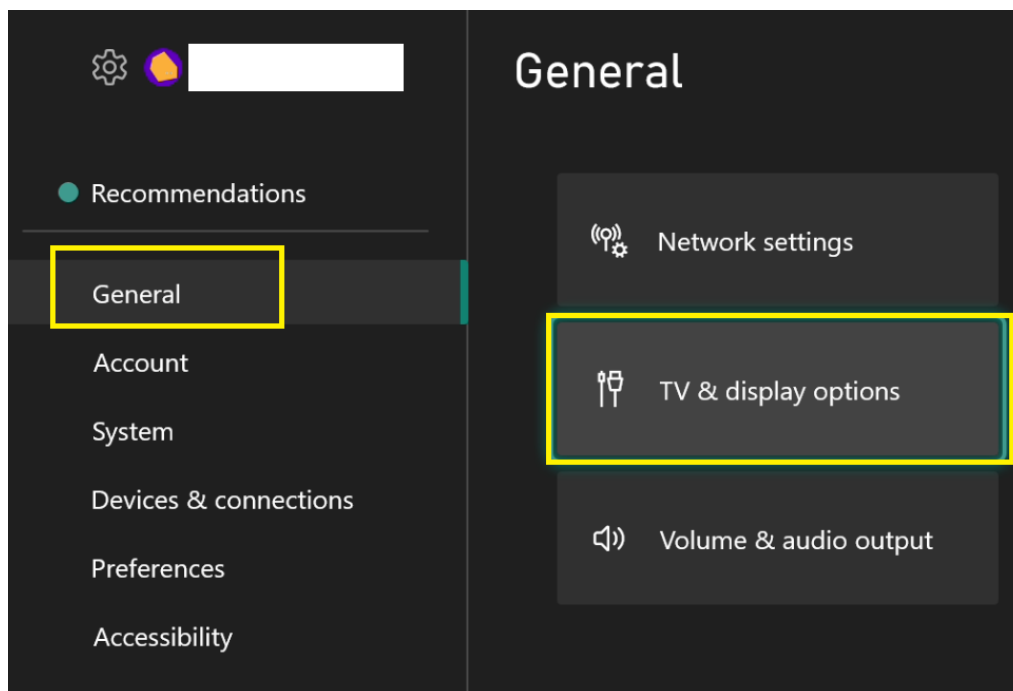 General
Recommendations
General
Account
System
Devices & connections
Preferences
Accessibility
Network settings
TV & display options
Volume & audio output